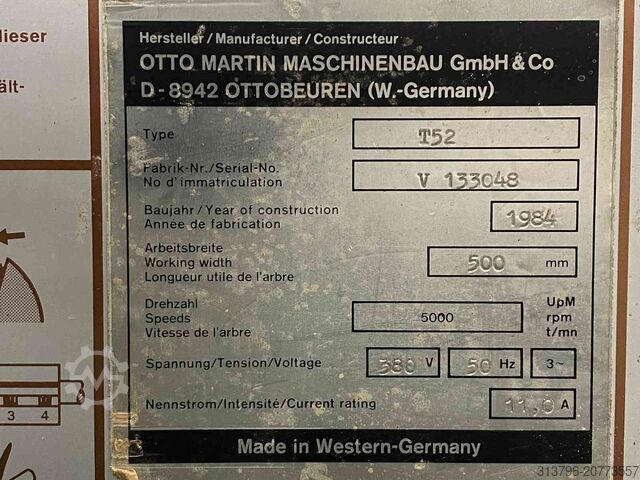 dieser
ält-
Hersteller/Manufacturer/Constructeur
OTTO MARTIN MASCHINENBAU GmbH & Co
D-8942 OTTOBEUREN (W.-Germany)
Type T52
Fabrik-Nr./Serial-No.
No d'immatriculation
V 133048
Baujahr/Year of construction
Année de fabrication
1984
Arbeitsbreite
Working width
Longueur utile de l'arbre
500 mm
Drehzahl
Speeds
Vitesse de l'arbre
5000
UpM
rpm
t/mn
Spannung/Tension/Voltage 380 V 50 Hz 3~
Nennstrom/Intensité/Current rating 11,0 A
Made in Western-Germany
3 4
313796-20773557